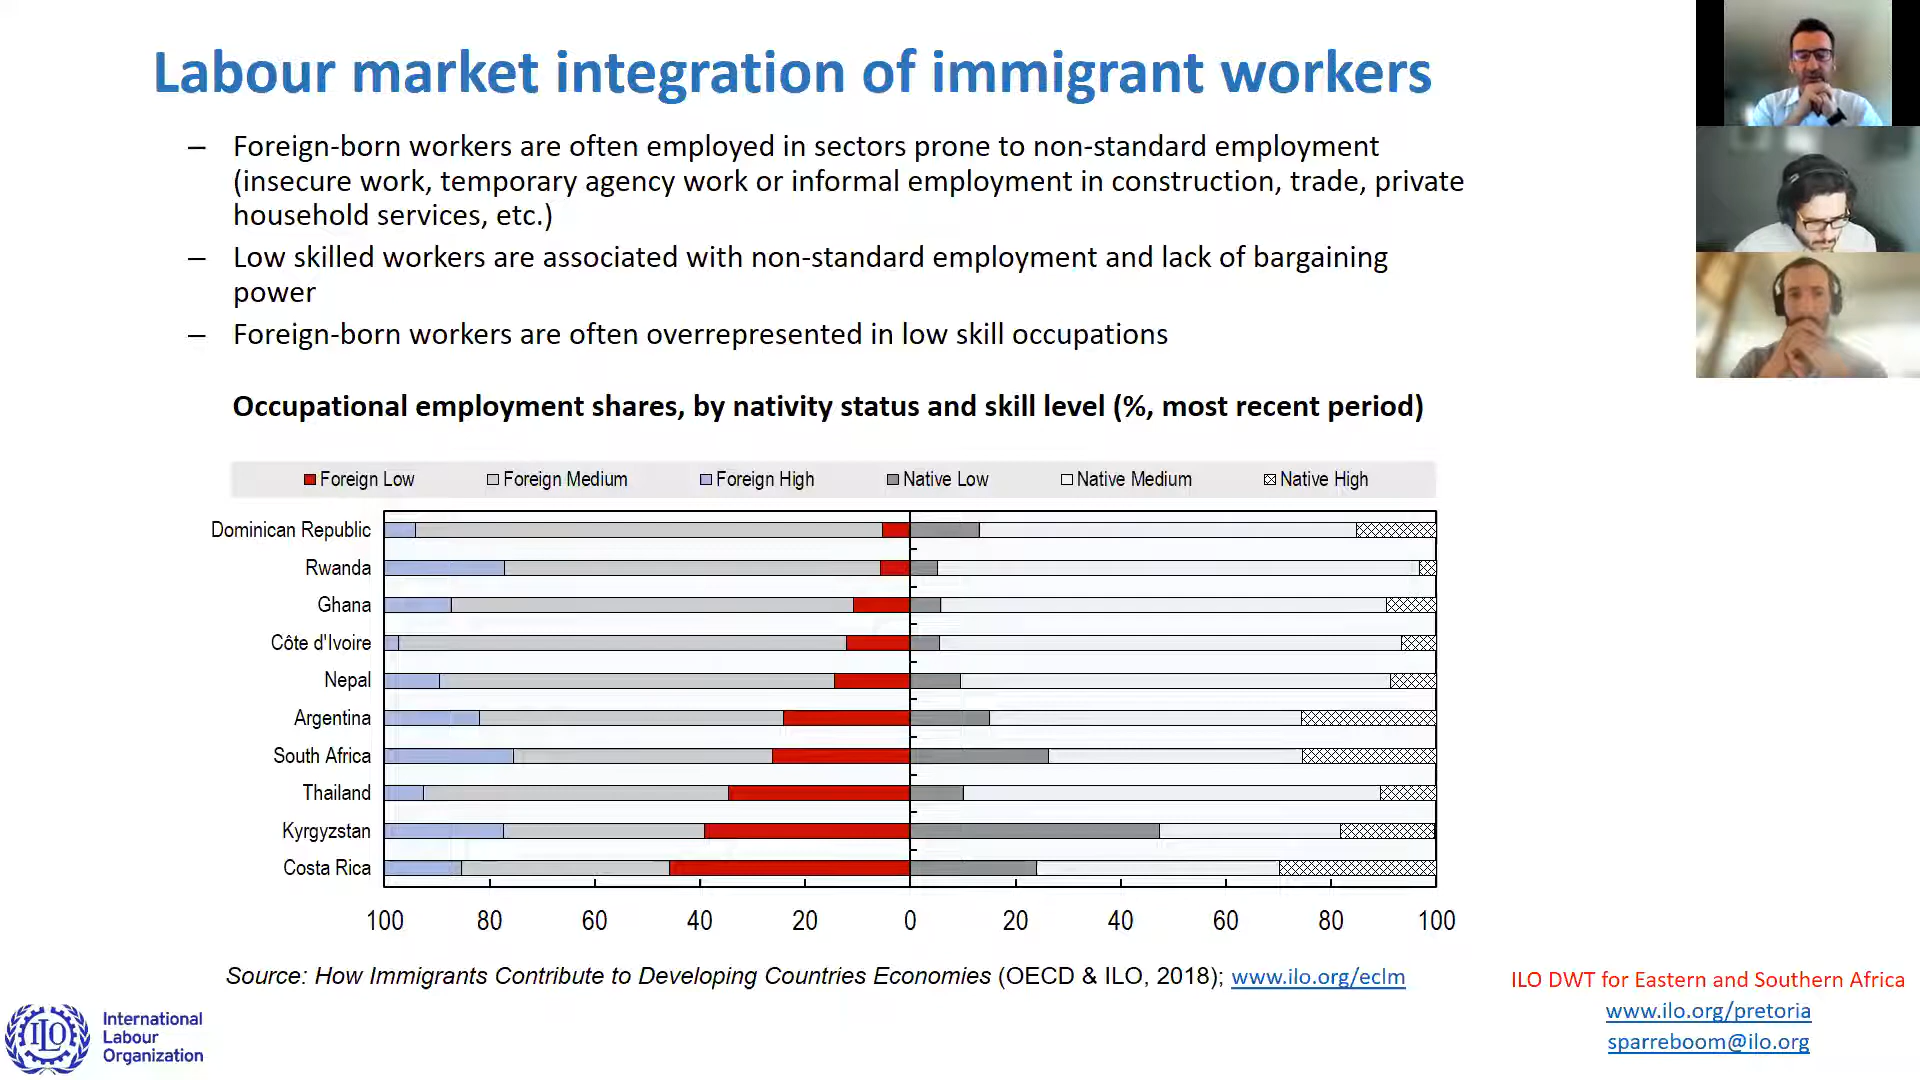 Labour market integration of immigrant workers
– Foreign-born workers are often employed in sectors prone to non-standard employment
(insecure work, temporary agency work or informal employment in construction, trade, private
household services, etc.)
– Low skilled workers are associated with non-standard employment and lack of bargaining
power
– Foreign-born workers are often overrepresented in low skill occupations
Occupational employment shares, by nativity status and skill level (%, most recent period)
Foreign Low Foreign Medium Foreign High Native Low Native Medium Native High
Dominican Republic
Rwanda
Ghana
Côte d'Ivoire
Nepal
Argentina
South Africa
Thailand
Kyrgyzstan
Costa Rica
100 80 60 40 20 0 20 40 60 80 100
Source: How Immigrants Contribute to Developing Countries Economies (OECD & ILO, 2018); www.ilo.org/eclm
ILO DWT for Eastern and Southern Africa
www.ilo.org/pretoria
sparreboom@ilo.org
ILO
International
Labour
Organization